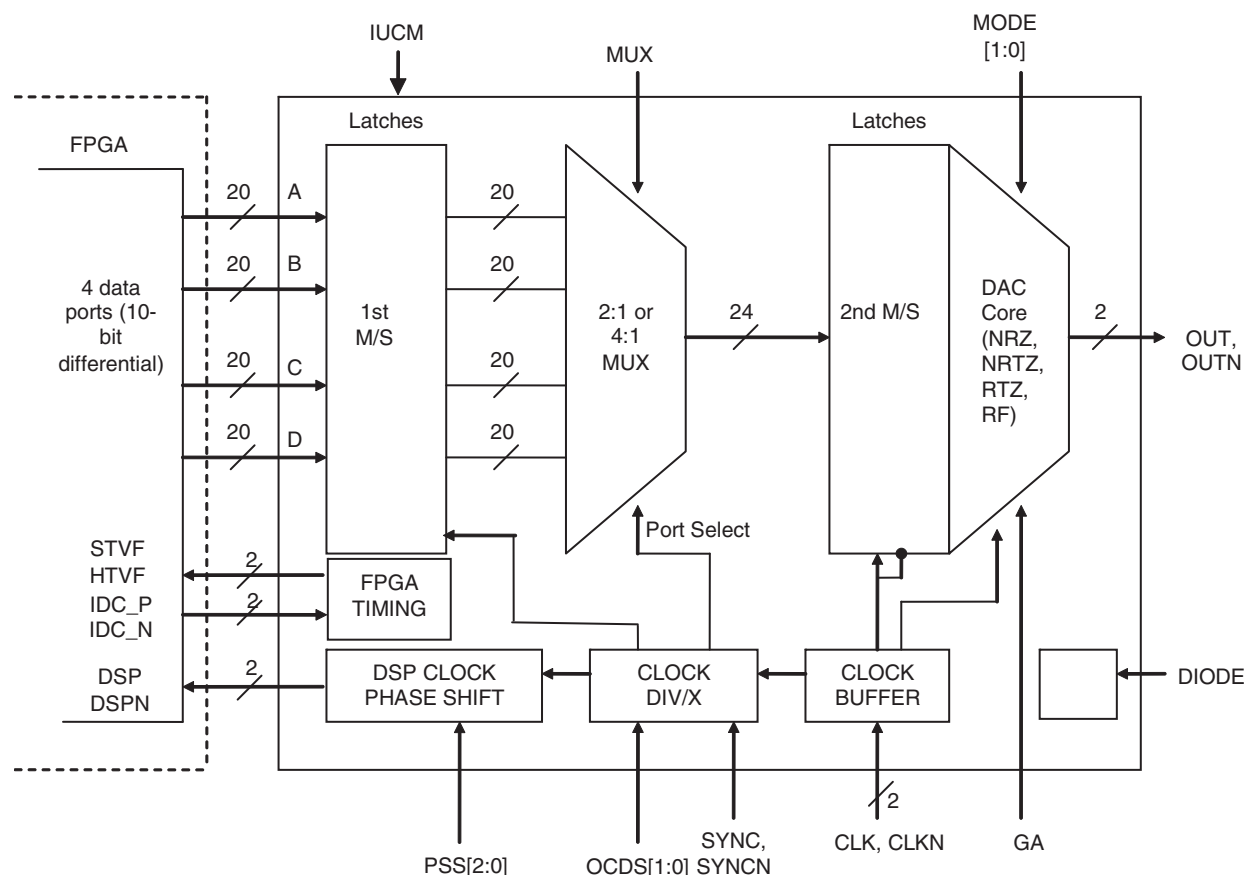 IUCM
MUX
MODE
[1:0]
Latches
Latches
FPGA
20
A
20
20
B
20
20
C
20
20
D
20
4 data
ports (10-
bit
differential)
1st
M/S
2:1 or
4:1
MUX
24
2nd M/S
DAC
Core
(NRZ,
NRTZ,
RTZ,
RF)
2
OUT,
OUTN
Port Select
STVF
HTVF
2
IDC_P
IDC_N
2
FPGA
TIMING
DSP
DSPN
2
DSP CLOCK
PHASE SHIFT
CLOCK
DIV/X
CLOCK
BUFFER
DIODE
2
PSS[2:0]
OCDS[1:0]
SYNC,
SYNCN
CLK, CLKN
GA